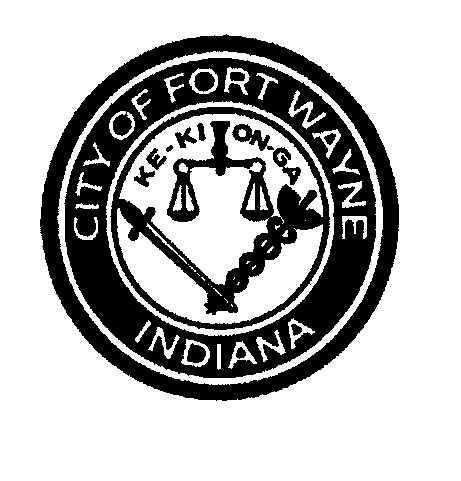 CITY OF FORT WAYNE
KE-KI ON-GA
INDIANA